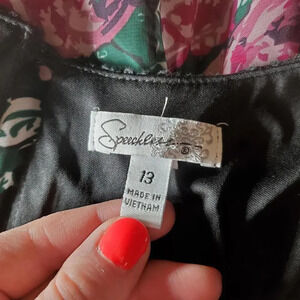 Speechless
®
13
MADE IN
VIETNAM